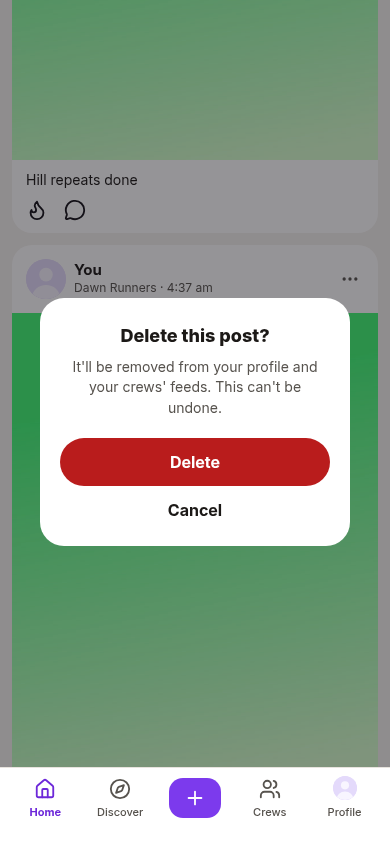 Hill repeats done
You
Dawn Runners · 4:37 am
Delete this post?
It'll be removed from your profile and
your crews' feeds. This can't be
undone.
Delete
Cancel
Home
Discover
Crews
Profile